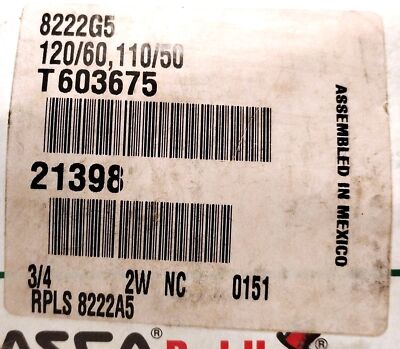 8222G5
120/60,110/50
T603675
21398
3/4 2W NC 0151
RPLS 8222A5
ASSEMBLED IN MEXICO